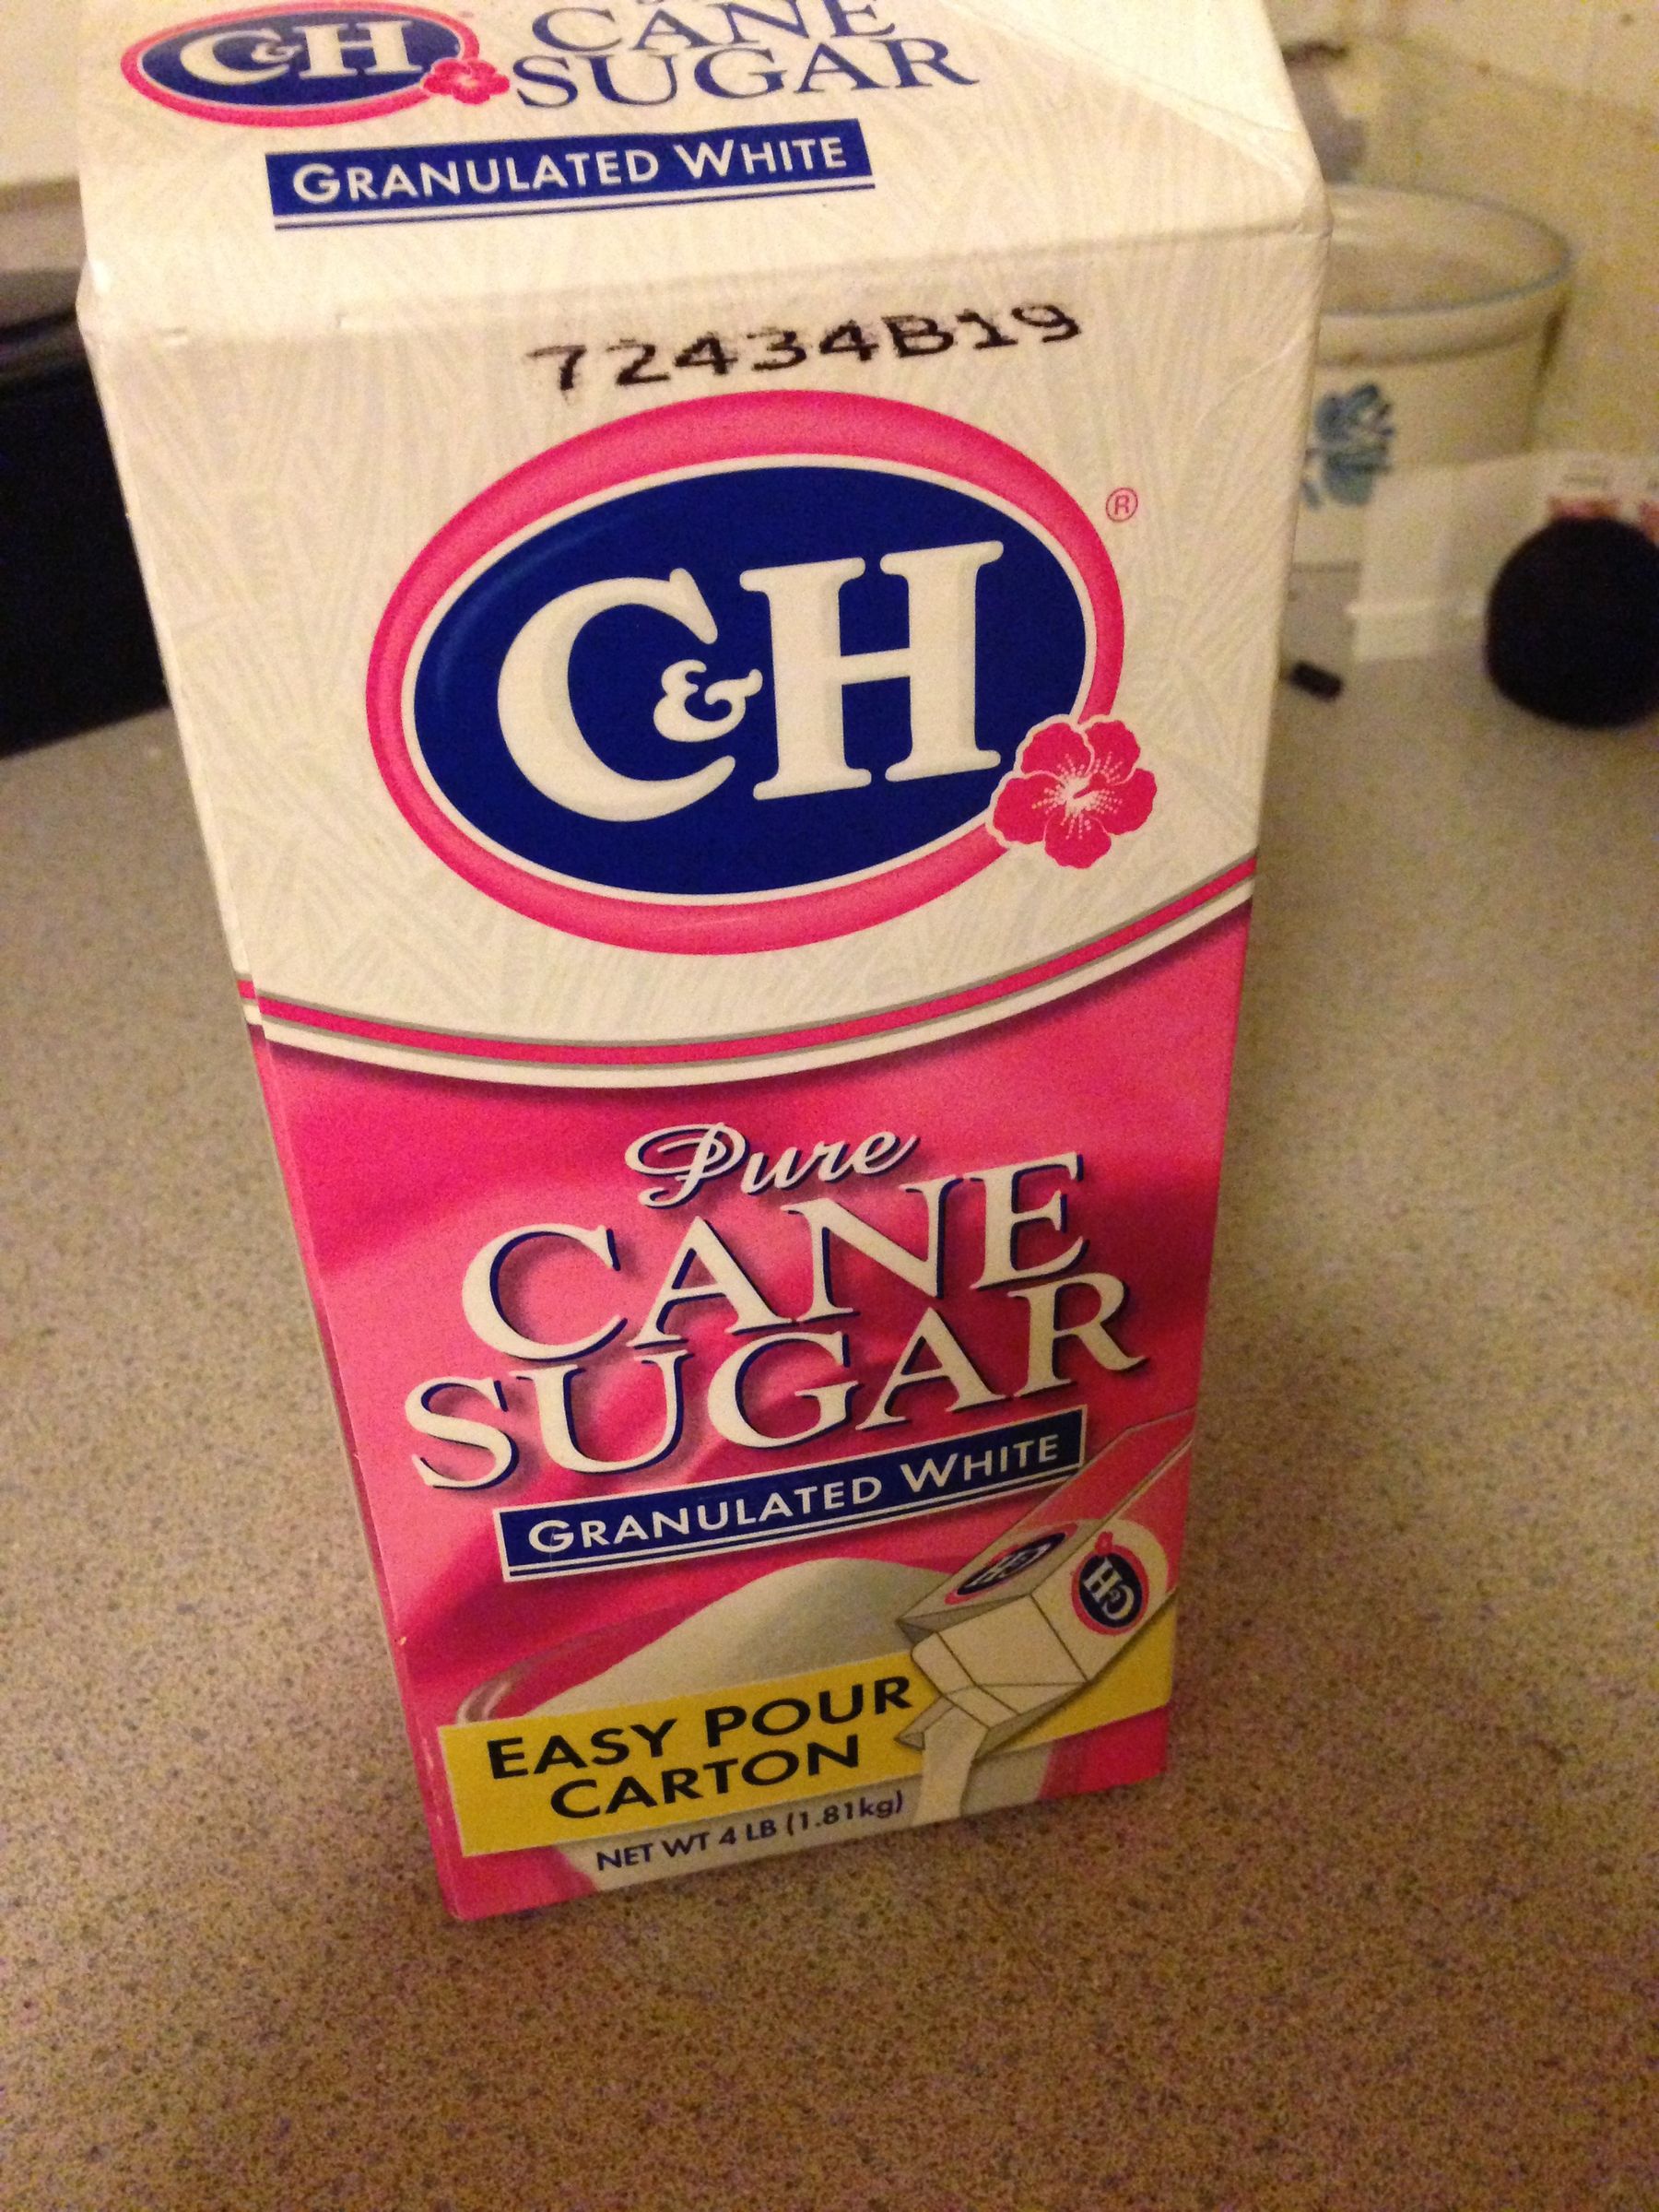 C&H CANE
SUGAR
GRANULATED WHITE
72434B19
C&H ®
Pure
CANE
SUGAR
GRANULATED WHITE
C&H
C&H
EASY POUR
CARTON
NET WT 4 LB (1.81kg)